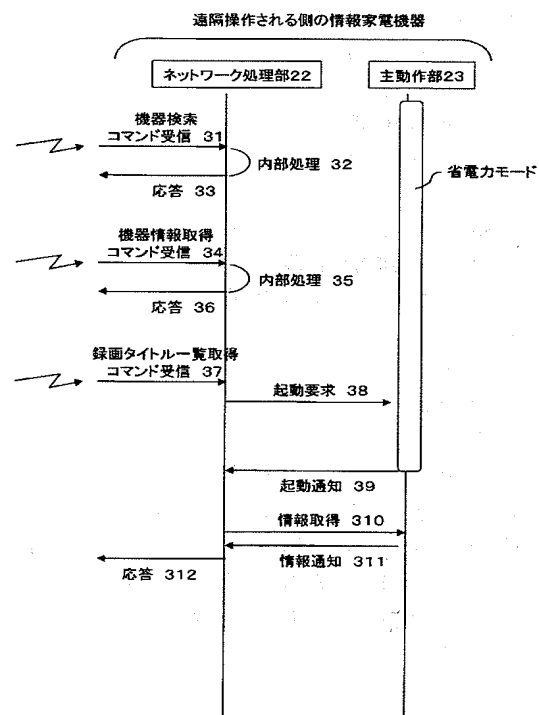 遠隔操作される側の情報家電機器
ネットワーク処理部22
主動作部23
機器検索
コマンド受信 31
内部処理 32
省電力モード
応答 33
機器情報取得
コマンド受信 34
内部処理 35
応答 36
録画タイトル一覧取得
コマンド受信 37
起動要求 38
起動通知 39
情報取得 310
情報通知 311
応答 312